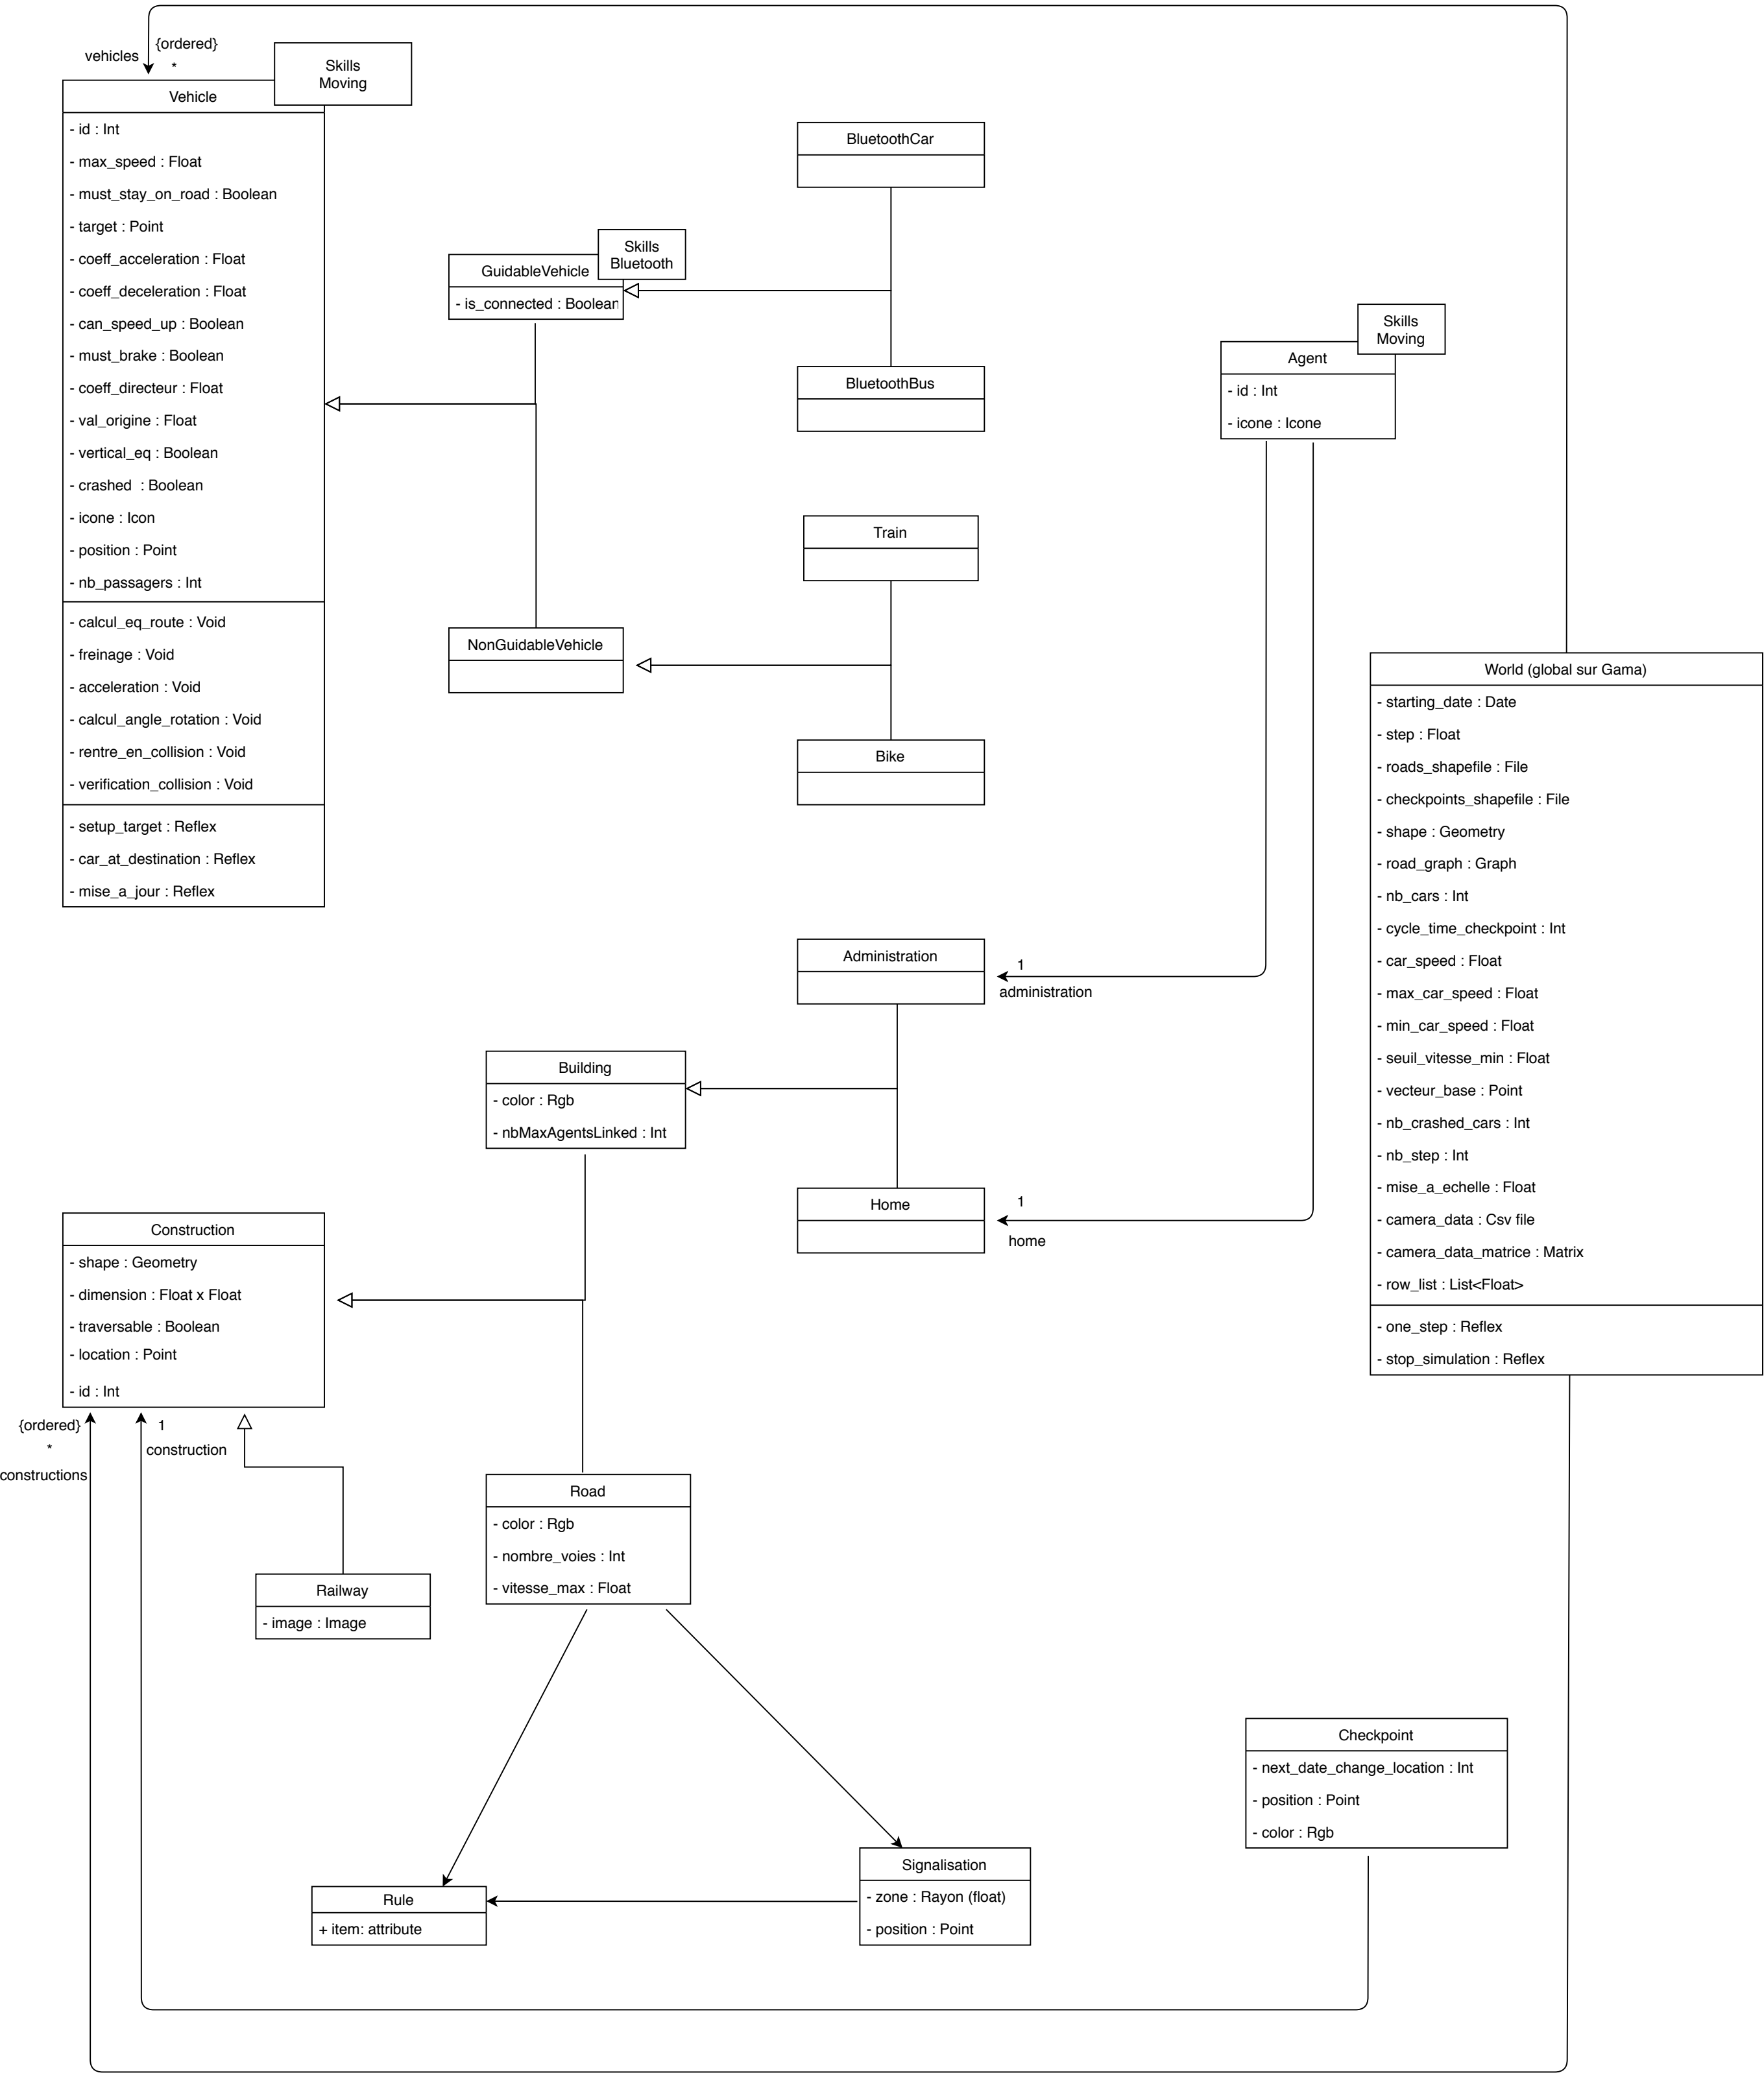 {ordered}
vehicles
*
Skills
Moving
Vehicle
- id : Int
- max_speed : Float
- must_stay_on_road : Boolean
- target : Point
- coeff_acceleration : Float
- coeff_deceleration : Float
- can_speed_up : Boolean
- must_brake : Boolean
- coeff_directeur : Float
- val_origine : Float
- vertical_eq : Boolean
- crashed  : Boolean
- icone : Icon
- position : Point
- nb_passagers : Int
- calcul_eq_route : Void
- freinage : Void
- acceleration : Void
- calcul_angle_rotation : Void
- rentre_en_collision : Void
- verification_collision : Void
- setup_target : Reflex
- car_at_destination : Reflex
- mise_a_jour : Reflex
BluetoothCar
Skills
Bluetooth
GuidableVehicle
- is_connected : Boolean
BluetoothBus
Skills
Moving
Agent
- id : Int
- icone : Icone
Train
NonGuidableVehicle
Bike
World (global sur Gama)
- starting_date : Date
- step : Float
- roads_shapefile : File
- checkpoints_shapefile : File
- shape : Geometry
- road_graph : Graph
- nb_cars : Int
- cycle_time_checkpoint : Int
- car_speed : Float
- max_car_speed : Float
- min_car_speed : Float
- seuil_vitesse_min : Float
- vecteur_base : Point
- nb_crashed_cars : Int
- nb_step : Int
- mise_a_echelle : Float
- camera_data : Csv file
- camera_data_matrice : Matrix
- row_list : List<Float>
- one_step : Reflex
- stop_simulation : Reflex
Administration
1
administration
Building
- color : Rgb
- nbMaxAgentsLinked : Int
Home
1
home
Construction
- shape : Geometry
- dimension : Float x Float
- traversable : Boolean
- location : Point
- id : Int
{ordered}
*
constructions
1
construction
Road
- color : Rgb
- nombre_voies : Int
- vitesse_max : Float
Railway
- image : Image
Checkpoint
- next_date_change_location : Int
- position : Point
- color : Rgb
Signalisation
- zone : Rayon (float)
- position : Point
Rule
+ item: attribute